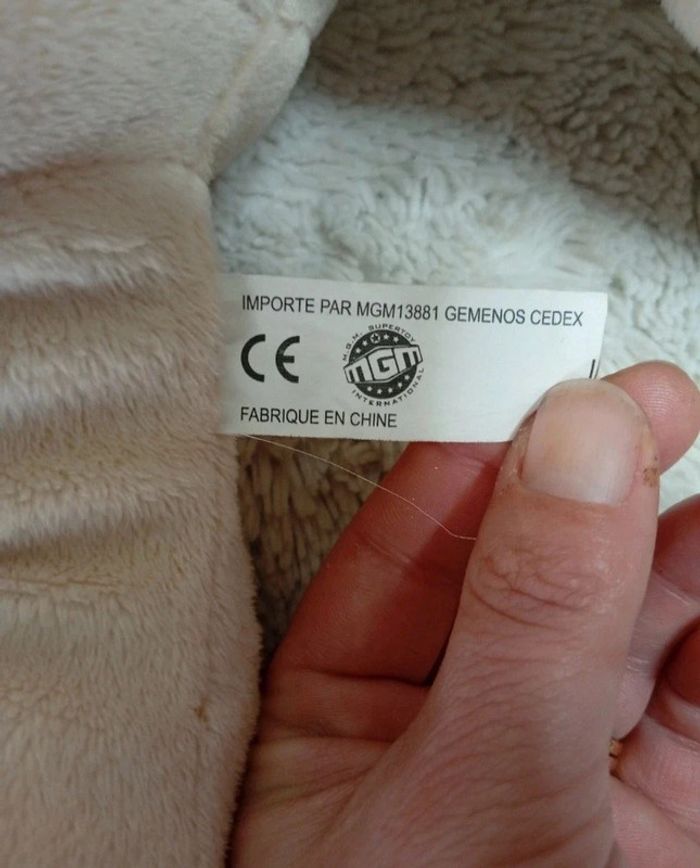 IMPORTE PAR MGM13881 GEMENOS CEDEX
CE
M.G.M. SUPERTOY
MGM
INTERNATIONAL
FABRIQUE EN CHINE